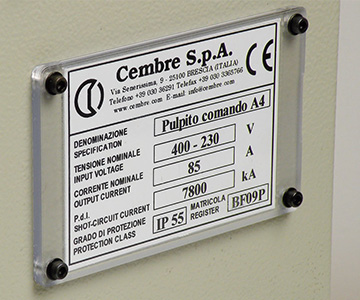 Cembre S.p.A.
Via Serenissima, 9 - 25100 BRESCIA (ITALIA)
Telefono +39 030 36921 Telefax +39 030 3365766
www.cembre.com E-mail: info@cembre.com
CE
DENOMINAZIONE
SPECIFICATION
Pulpito comando A4
TENSIONE NOMINALE
INPUT VOLTAGE
400 - 230 V
CORRENTE NOMINALE
OUTPUT CURRENT
85 A
P.d.I.
SHOT-CIRCUIT CURRENT
7800 kA
GRADO DI PROTEZIONE
PROTECTION CLASS
IP 55
MATRICOLA
REGISTER
BF09P